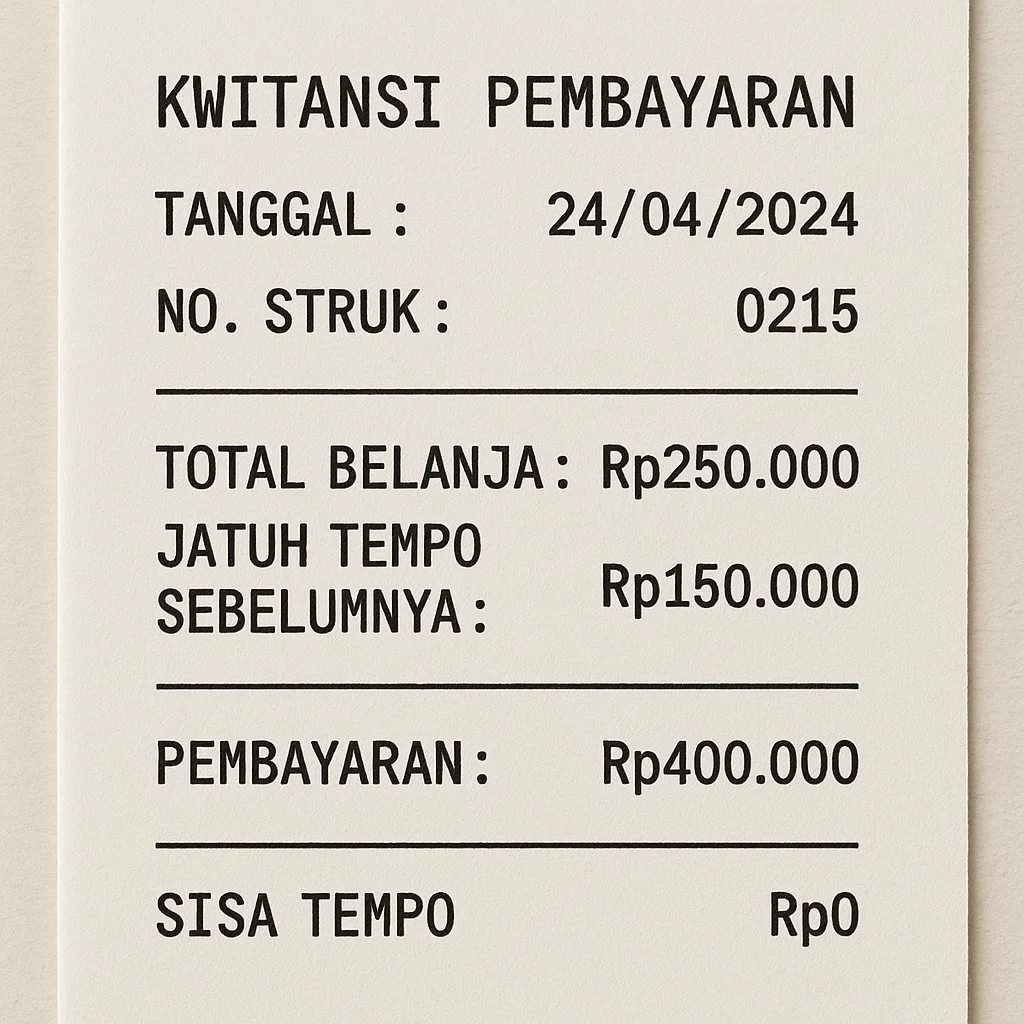 KWITANSI PEMBAYARAN
TANGGAL : 24/04/2024
NO. STRUK : 0215
TOTAL BELANJA : Rp250.000
JATUH TEMPO
SEBELUMNYA : Rp150.000
PEMBAYARAN : Rp400.000
SISA TEMPO Rp0